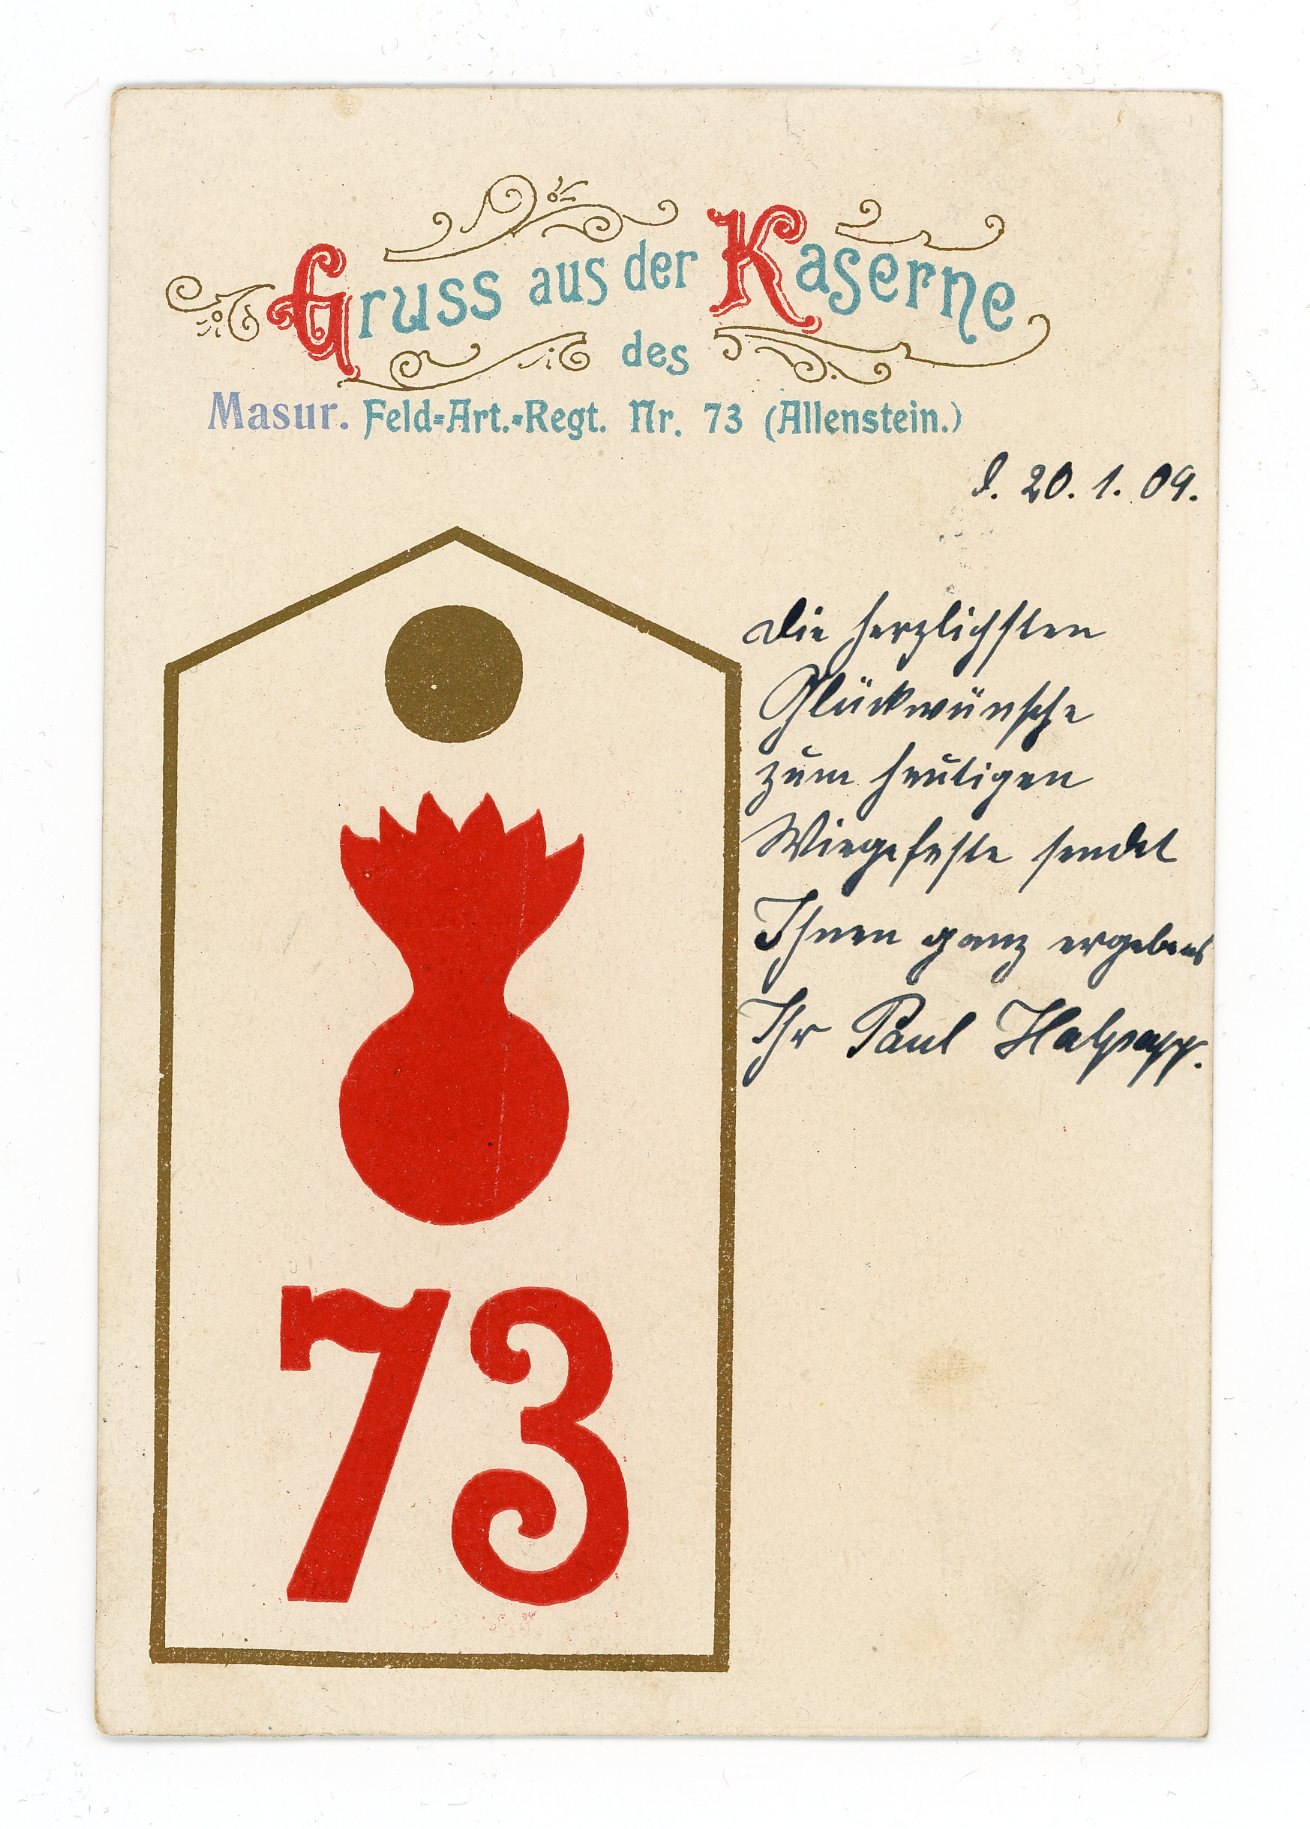 Gruss aus der Kaserne
des
Masur. Feld=Art.=Regt. Nr. 73 (Allenstein.)
d. 20. 1. 09.
Die herzlichsten
Glückwünsche
zum heutigen
Wiegefeste sendet
Ihnen ganz ergebenst
Ihr Paul
73